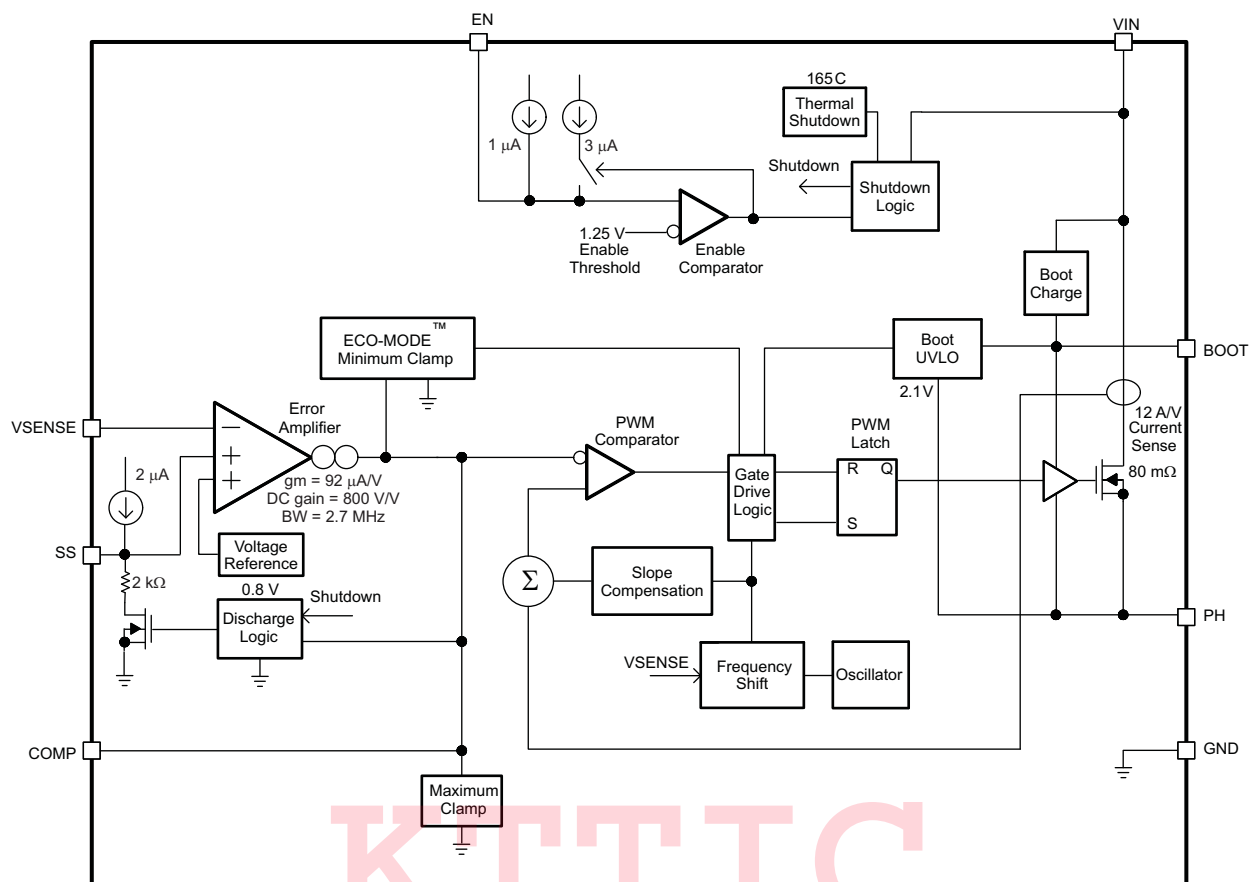 EN
VIN
165 C
Thermal
Shutdown
1 μA
3 μA
Shutdown
Shutdown
Logic
1.25 V
Enable
Threshold
Enable
Comparator
Boot
Charge
ECO-MODE™
Minimum Clamp
Boot
UVLO
BOOT
2.1V
VSENSE
Error
Amplifier
PWM
Comparator
PWM
Latch
12 A/V
Current
Sense
80 mΩ
gm = 92 μA/V
DC gain = 800 V/V
BW = 2.7 MHz
2 μA
Gate
Drive
Logic
R Q
S
SS
Voltage
Reference
0.8 V
2 kΩ
Shutdown
Discharge
Logic
Σ
Slope
Compensation
PH
VSENSE
Frequency
Shift
Oscillator
COMP
GND
Maximum
Clamp
KTTIC